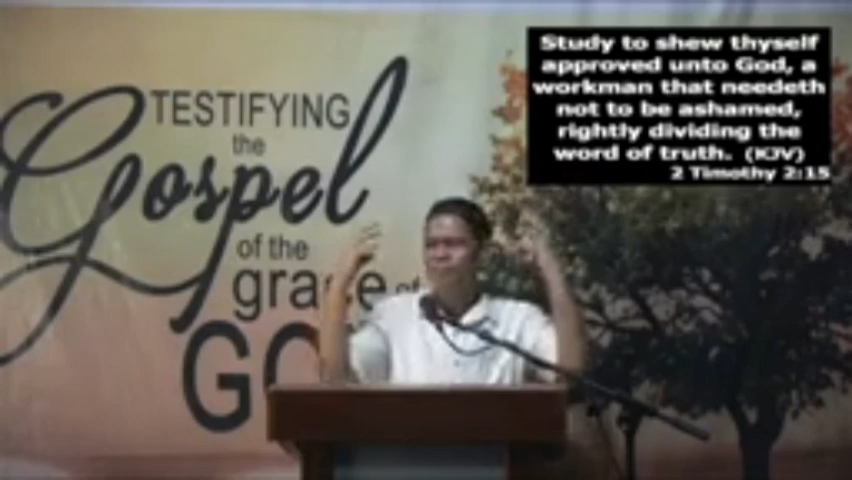 TESTIFYING
the
Gospel
of the
grace of
GO
Study to shew thyself
approved unto God, a
workman that needeth
not to be ashamed,
rightly dividing the
word of truth. (KJV)
2 Timothy 2:15